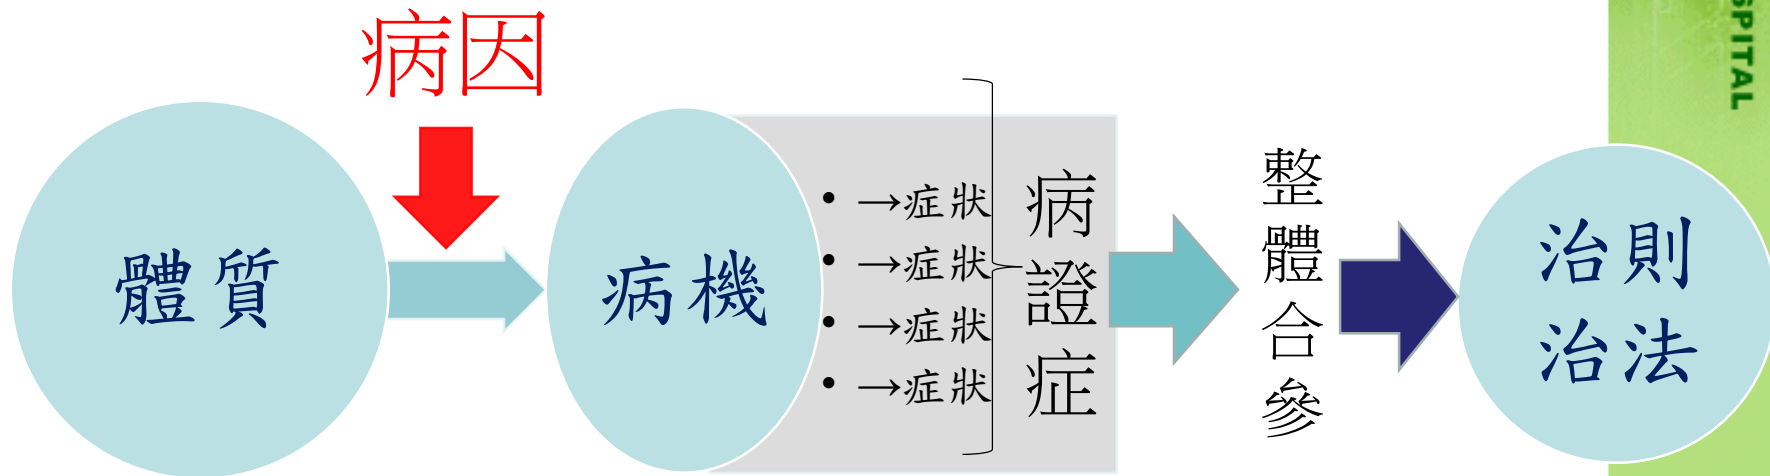 病因
體質
病機
• →症狀
• →症狀
• →症狀
• →症狀
病證症
整體合參
治則
治法
SPITAL